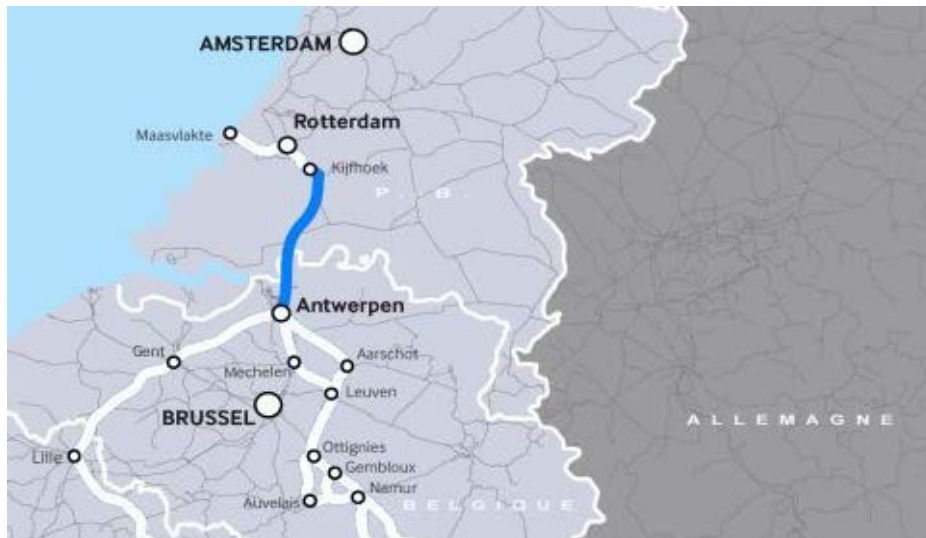 AMSTERDAM
Rotterdam
Maasvlakte
Kijfhoek
P. .B.
Antwerpen
Gent
Mechelen
Aarschot
Leuven
BRUSSEL
ALLEMAGNE
Lille
Ottignies
Gembloux
Auvelais
Namur
BELGIQUE